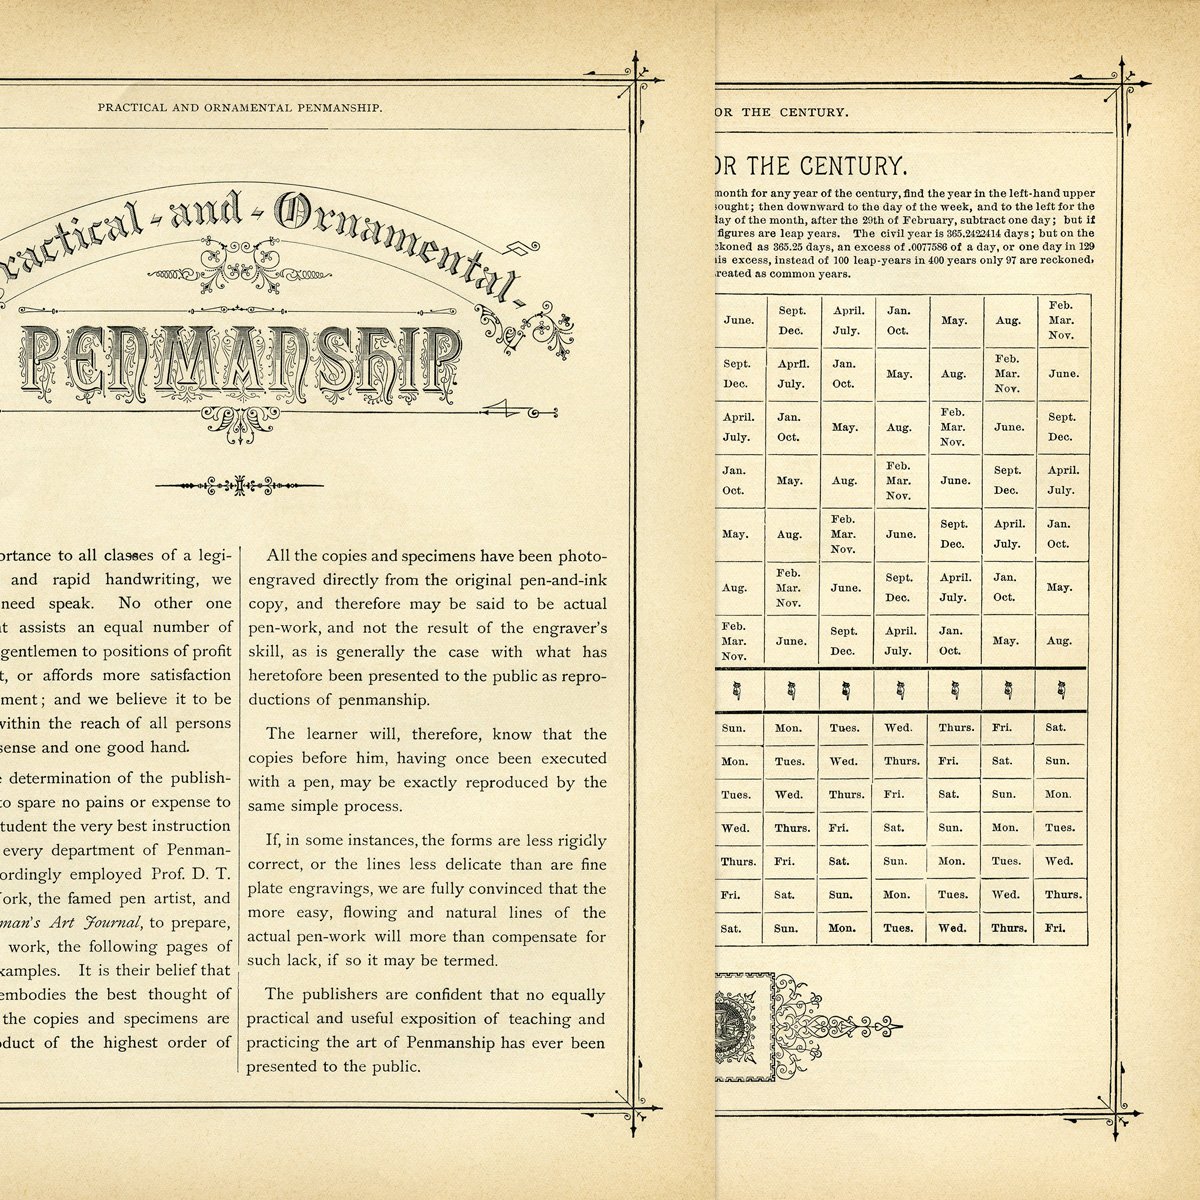 PRACTICAL AND ORNAMENTAL PENMANSHIP.
ractical-and-Ornamental-
PENMANSHIP
ortance to all classes of a legi-
and rapid handwriting, we
need speak. No other one
t assists an equal number of
gentlemen to positions of profit
t, or affords more satisfaction
ment; and we believe it to be
within the reach of all persons
sense and one good hand.
e determination of the publish-
to spare no pains or expense to
tudent the very best instruction
every department of Penman-
ordingly employed Prof. D. T.
ork, the famed pen artist, and
man's Art Journal, to prepare,
work, the following pages of
xamples. It is their belief that
embodies the best thought of
the copies and specimens are
oduct of the highest order of
All the copies and specimens have been photo-
engraved directly from the original pen-and-ink
copy, and therefore may be said to be actual
pen-work, and not the result of the engraver's
skill, as is generally the case with what has
heretofore been presented to the public as repro-
ductions of penmanship.
The learner will, therefore, know that the
copies before him, having once been executed
with a pen, may be exactly reproduced by the
same simple process.
If, in some instances, the forms are less rigidly
correct, or the lines less delicate than are fine
plate engravings, we are fully convinced that the
more easy, flowing and natural lines of the
actual pen-work will more than compensate for
such lack, if so it may be termed.
The publishers are confident that no equally
practical and useful exposition of teaching and
practicing the art of Penmanship has ever been
presented to the public.
OR THE CENTURY.
OR THE CENTURY.
month for any year of the century, find the year in the left-hand upper
ought; then downward to the day of the week, and to the left for the
lay of the month, after the 29th of February, subtract one day; but if
figures are leap years. The civil year is 365.2422414 days; but on the
ckoned as 365.25 days, an excess of .0077586 of a day, or one day in 129
is excess, instead of 100 leap-years in 400 years only 97 are reckoned,
reated as common years.
June. Sept. Dec. April. July. Jan. Oct. May. Aug. Feb. Mar. Nov.
Sept. Dec. April. July. Jan. Oct. May. Aug. Feb. Mar. Nov. June.
April. July. Jan. Oct. May. Aug. Feb. Mar. Nov. June. Sept. Dec.
Jan. Oct. May. Aug. Feb. Mar. Nov. June. Sept. Dec. April. July.
May. Aug. Feb. Mar. Nov. June. Sept. Dec. April. July. Jan. Oct.
Aug. Feb. Mar. Nov. June. Sept. Dec. April. July. Jan. Oct. May.
Feb. Mar. Nov. June. Sept. Dec. April. July. Jan. Oct. May. Aug.
Sun. Mon. Tues. Wed. Thurs. Fri. Sat.
Mon. Tues. Wed. Thurs. Fri. Sat. Sun.
Tues. Wed. Thurs. Fri. Sat. Sun. Mon.
Wed. Thurs. Fri. Sat. Sun. Mon. Tues.
Thurs. Fri. Sat. Sun. Mon. Tues. Wed.
Fri. Sat. Sun. Mon. Tues. Wed. Thurs.
Sat. Sun. Mon. Tues. Wed. Thurs. Fri.